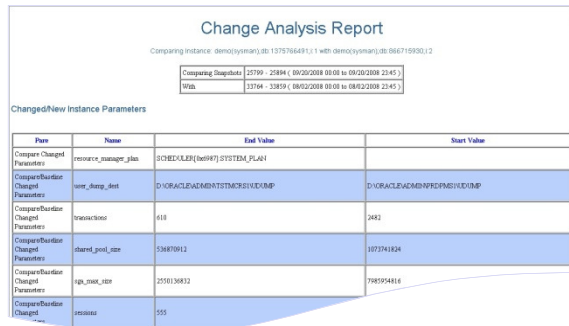 Change Analysis Report
Comparing Instance: demo(sysman),db:1375766491,i:1 with demo(sysman),db:866715930,i:2
Comparing Snapshots 25799 - 25894 ( 09/20/2008 00:00 to 09/20/2008 23:45 )
With 33764 - 33859 ( 08/02/2008 00:00 to 08/02/2008 23:45 )
Changed/New Instance Parameters
Pare Name End Value Start Value
Compare Changed
Parameters
resource_manager_plan SCHEDULER[0x6987]:SYSTEM_PLAN
Compare/Baseline
Changed
Parameters
user_dump_dest D:\ORACLE\ADMIN\TSTMCRS1\UDUMP D:\ORACLE\ADMIN\PRDPMS1\UDUMP
Compare/Baseline
Changed
Parameters
transactions 610 2482
Compare/Baseline
Changed
Parameters
shared_pool_size 536870912 1073741824
Compare/Baseline
Changed
Parameters
sga_max_size 2550136832 7985954816
Compare/Baseline
Changed
sessions 555